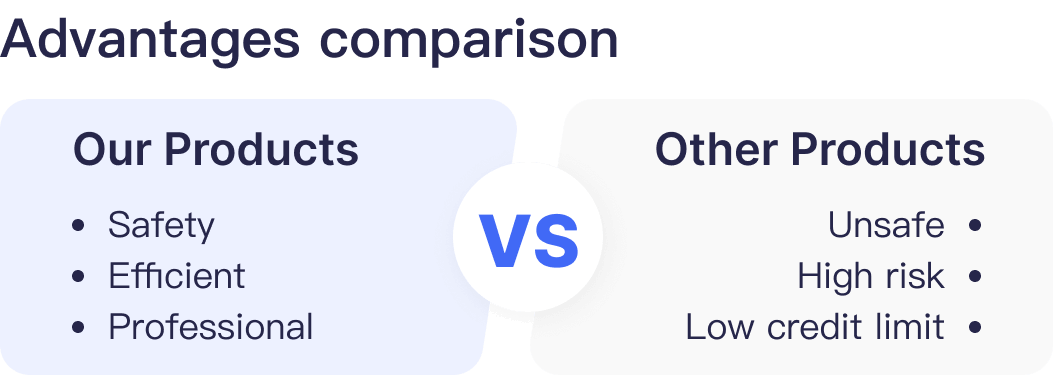 Advantages comparison
Our Products
• Safety
• Efficient
• Professional
VS
Other Products
Unsafe •
High risk •
Low credit limit •